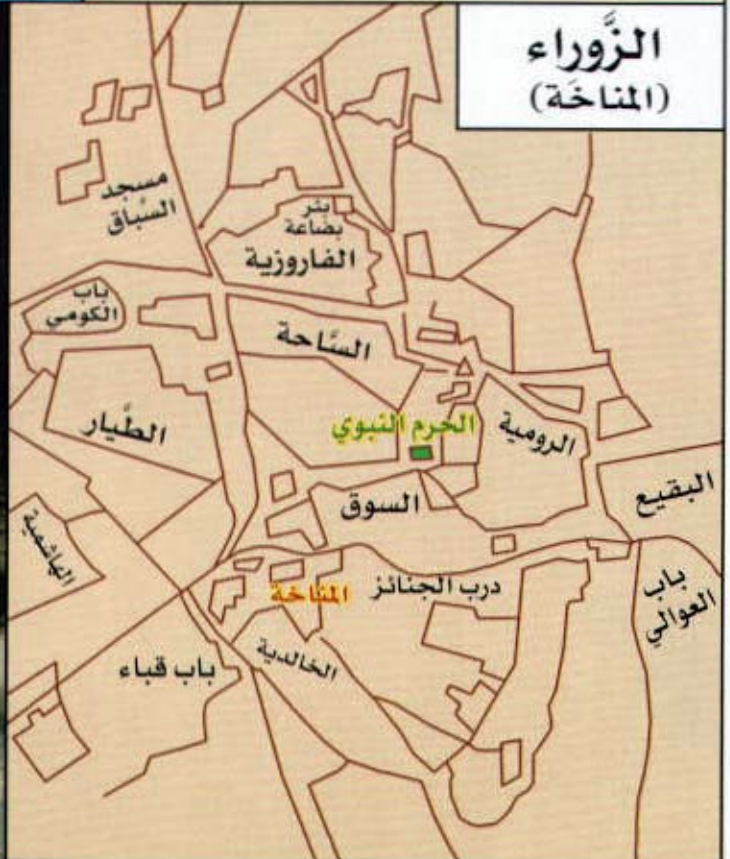 الزَّوراء
(المناخَة)
مسجد
السّباق
بئر
بضاعة
الفاروزية
باب
الكومي
السَّاحة
الطَّيار
الحرم النبوي
الرومية
البقيع
السوق
الهاشمية
المناخة
درب الجنائز
باب
العوالي
الخالدية
باب قباء